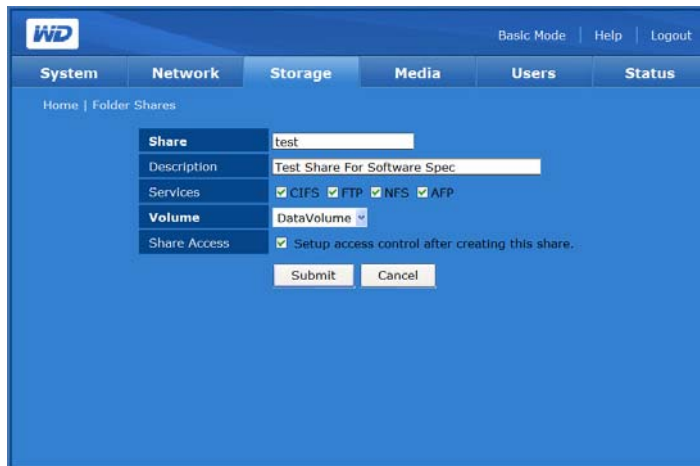 WD
Basic Mode | Help | Logout
System Network Storage Media Users Status
Home | Folder Shares
Share test
Description Test Share For Software Spec
Services CIFS FTP NFS AFP
Volume DataVolume
Share Access Setup access control after creating this share.
Submit Cancel